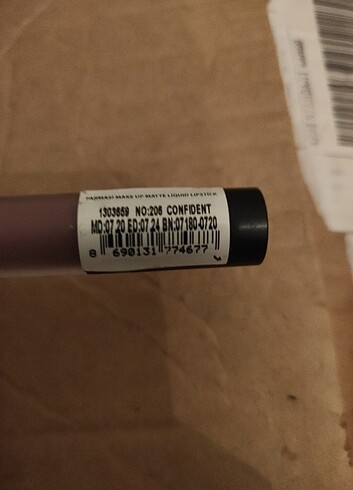 FARMASI MAKE UP MATTE LIQUID LIPSTICK
1303659 NO:206 CONFIDENT
MD:07 20 ED:07 24 BN:07180-0720
8 690131 774677